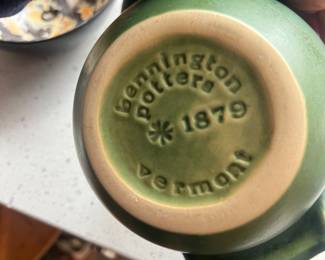 bennington
potters
✳ 1879
vermont